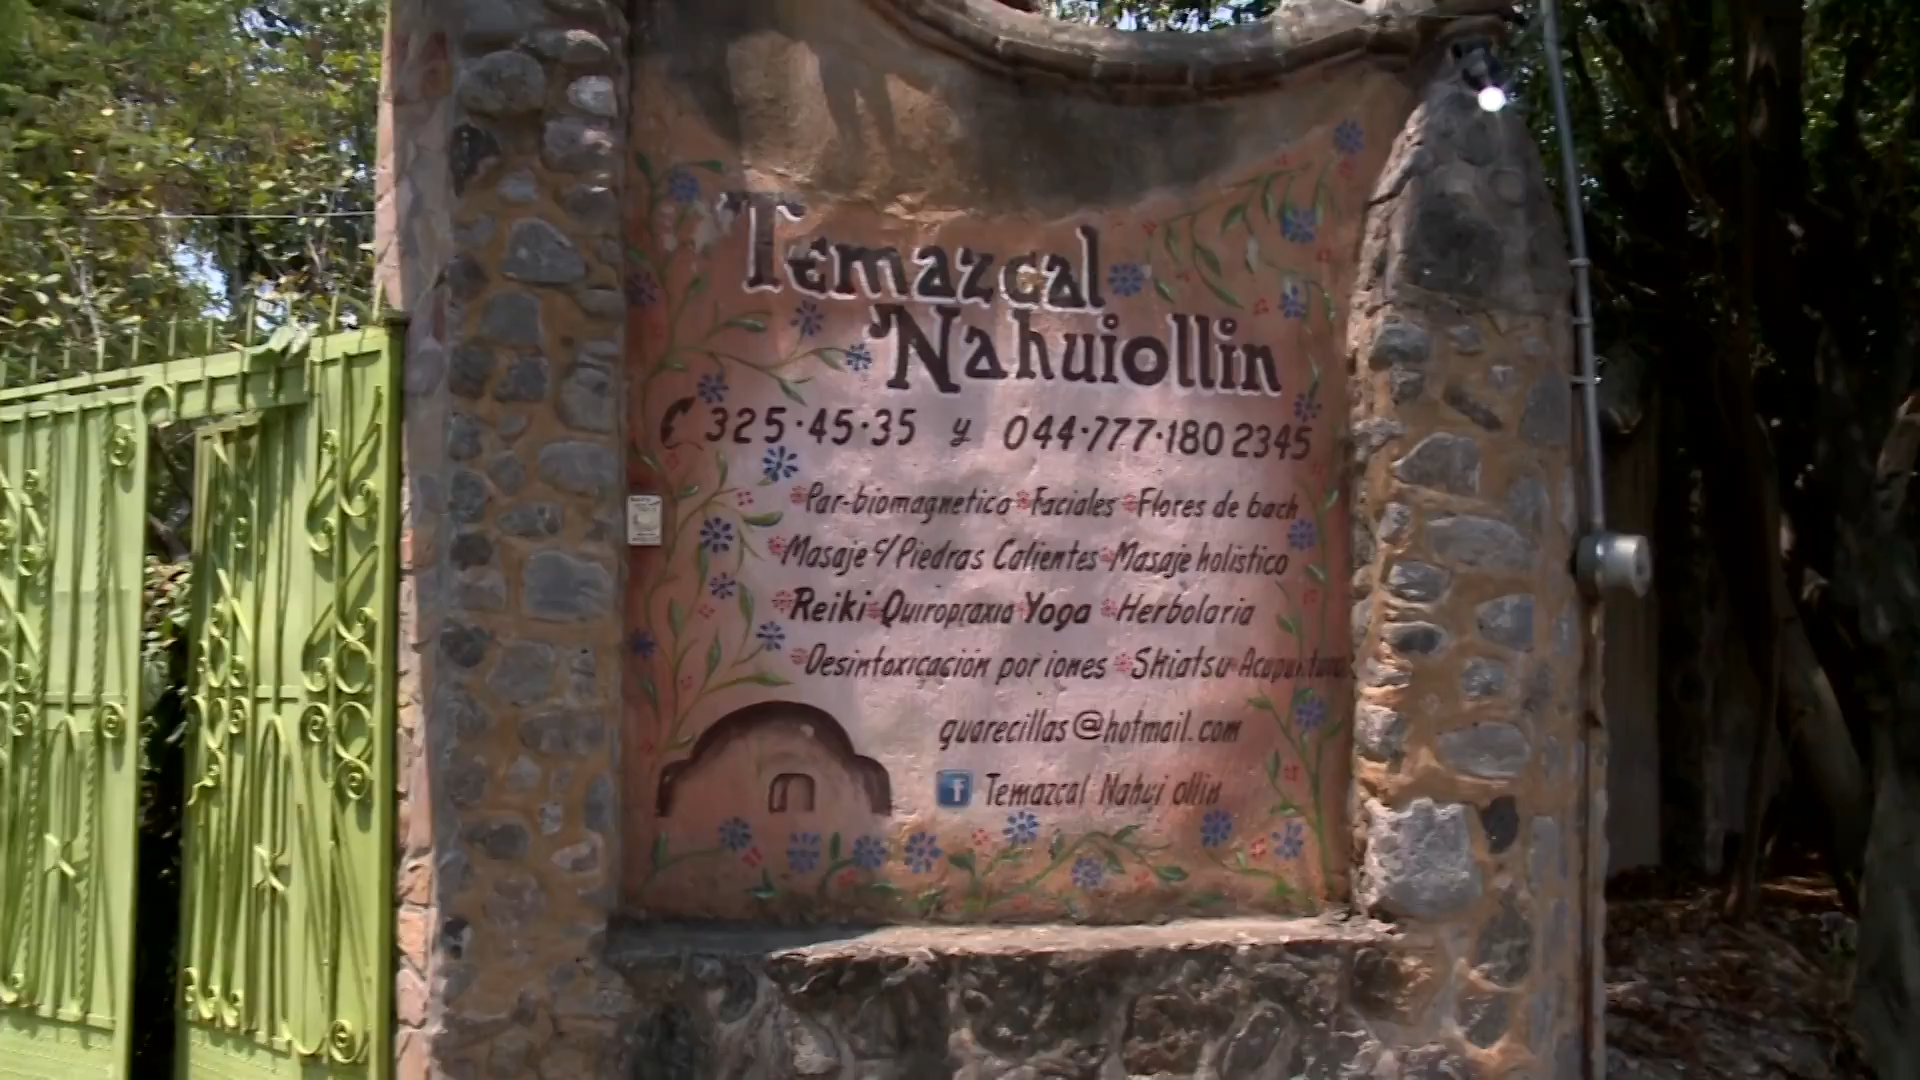 Temazcal
Nahuiollin
325·45·35 y 044·777·180 2345
Par-biomagnetico Faciales Flores de bach
Masaje c/Piedras Calientes Masaje holistico
Reiki Quiropraxia Yoga Herbolaria
Desintoxicación por iones Shiatsu Acupuntura
guarecillas@hotmail.com
f Temazcal Nahui ollin